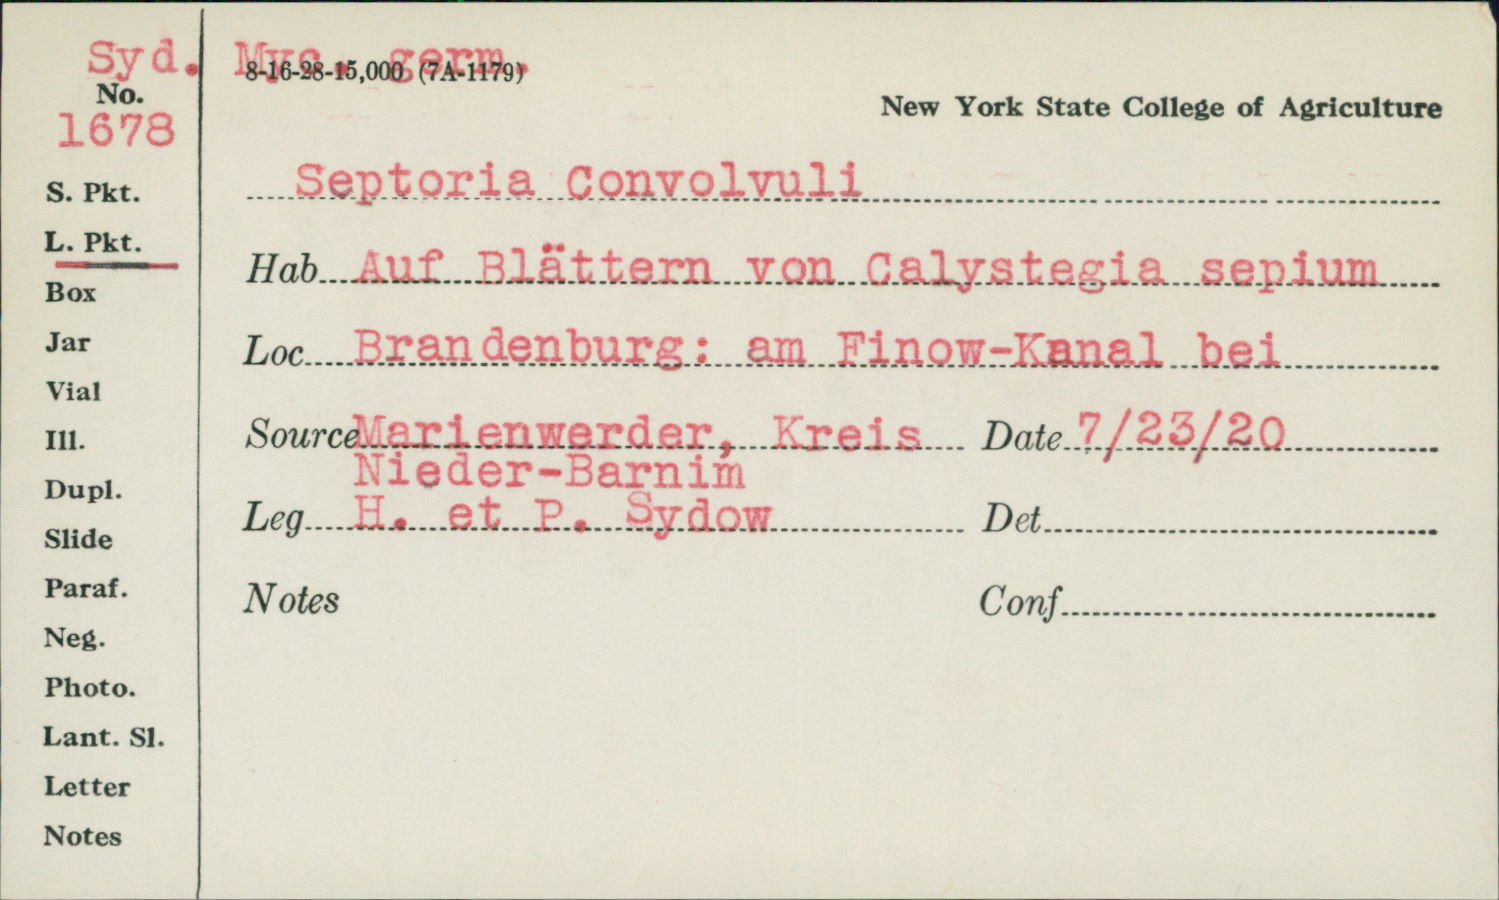 Syd. Myc. germ.
8-16-28-15,000 (7A-1179)
No.
1678
New York State College of Agriculture
S. Pkt.
Septoria Convolvuli
L. Pkt.
Hab Auf Blättern von Calystegia sepium
Box
Jar
Loc Brandenburg: am Finow-Kanal bei
Vial
Ill.
Source Marienwerder, Kreis Date 7/23/20
Nieder-Barnim
Dupl.
Leg H. et P. Sydow Det
Slide
Paraf.
Notes Conf
Neg.
Photo.
Lant. Sl.
Letter
Notes